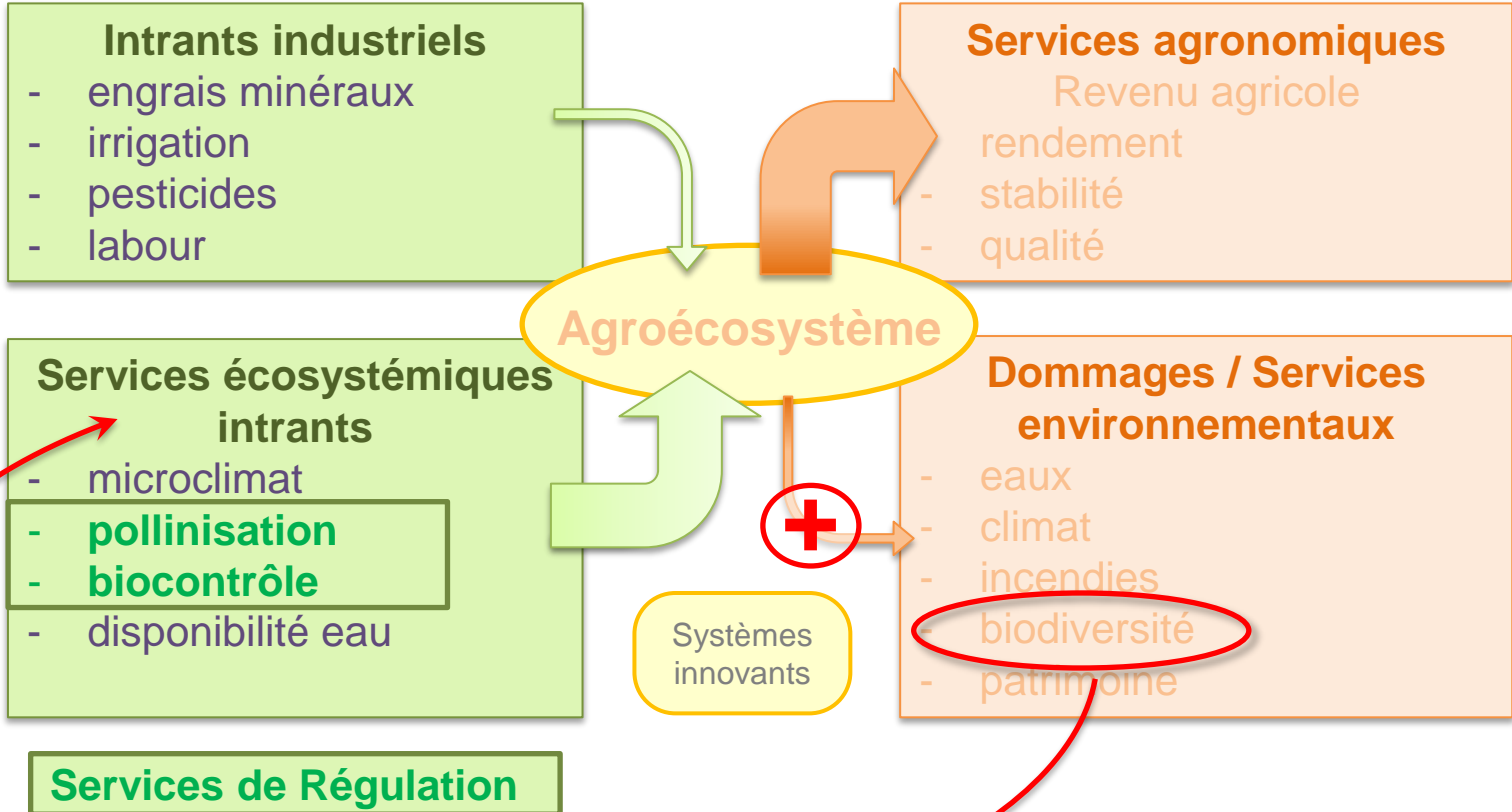 Intrants industriels
- engrais minéraux
- irrigation
- pesticides
- labour
Services agronomiques
Revenu agricole
rendement
- stabilité
- qualité
Agroécosystème
Services écosystémiques
intrants
- microclimat
- pollinisation
- biocontrôle
- disponibilité eau
Dommages / Services
environnementaux
- eaux
- climat
- incendies
- biodiversité
- patrimoine
Systèmes
innovants
Services de Régulation